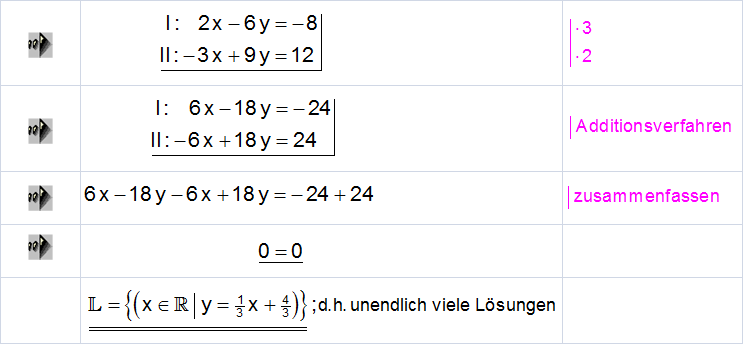 I: 2x − 6y = −8
II: −3x + 9y = 12
· 3
· 2
I: 6x − 18y = −24
II: −6x + 18y = 24
Additionsverfahren
6x − 18y − 6x + 18y = −24 + 24
zusammenfassen
0 = 0
𝕃 = {(x ∈ ℝ | y = 1/3 x + 4/3)}; d.h. unendlich viele Lösungen